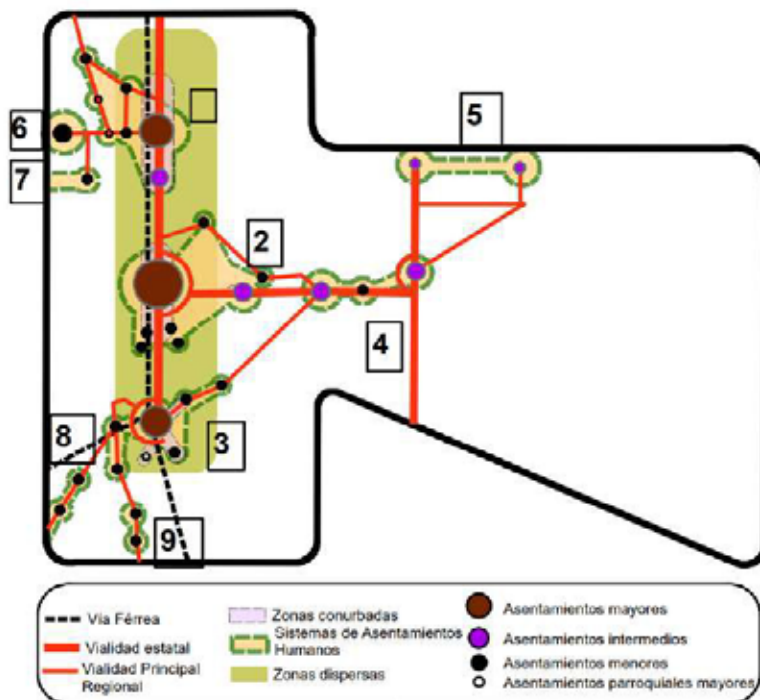 5
6
7
2
4
8
3
9
Vía Férrea
Vialidad estatal
Vialidad Principal
Regional
Zonas conurbadas
Sistemas de Asentamientos
Humanos
Zonas dispersas
Asentamientos mayores
Asentamientos intermedios
Asentamientos menores
Asentamientos parroquiales mayores